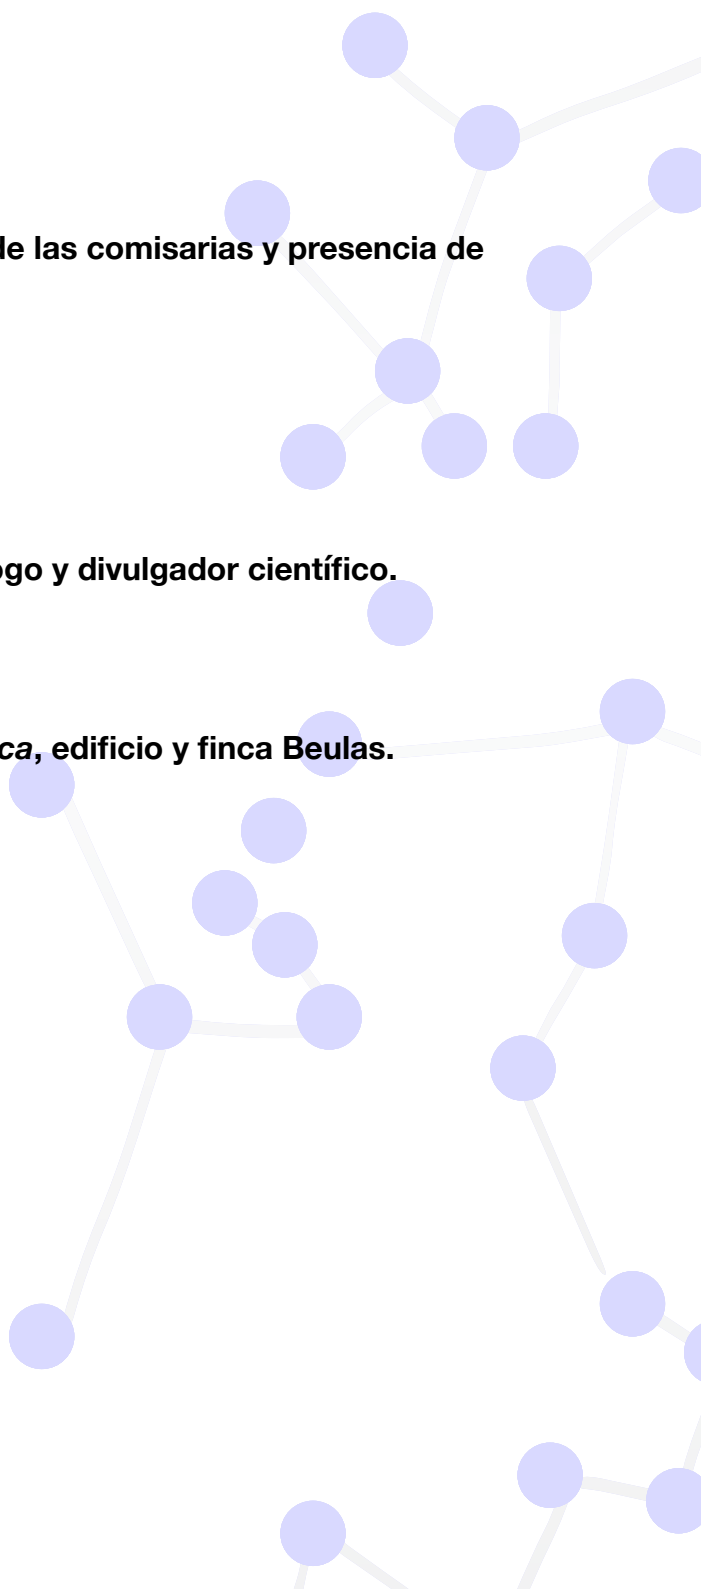 de las comisarias y presencia de
ogo y divulgador científico.
ca, edificio y finca Beulas.